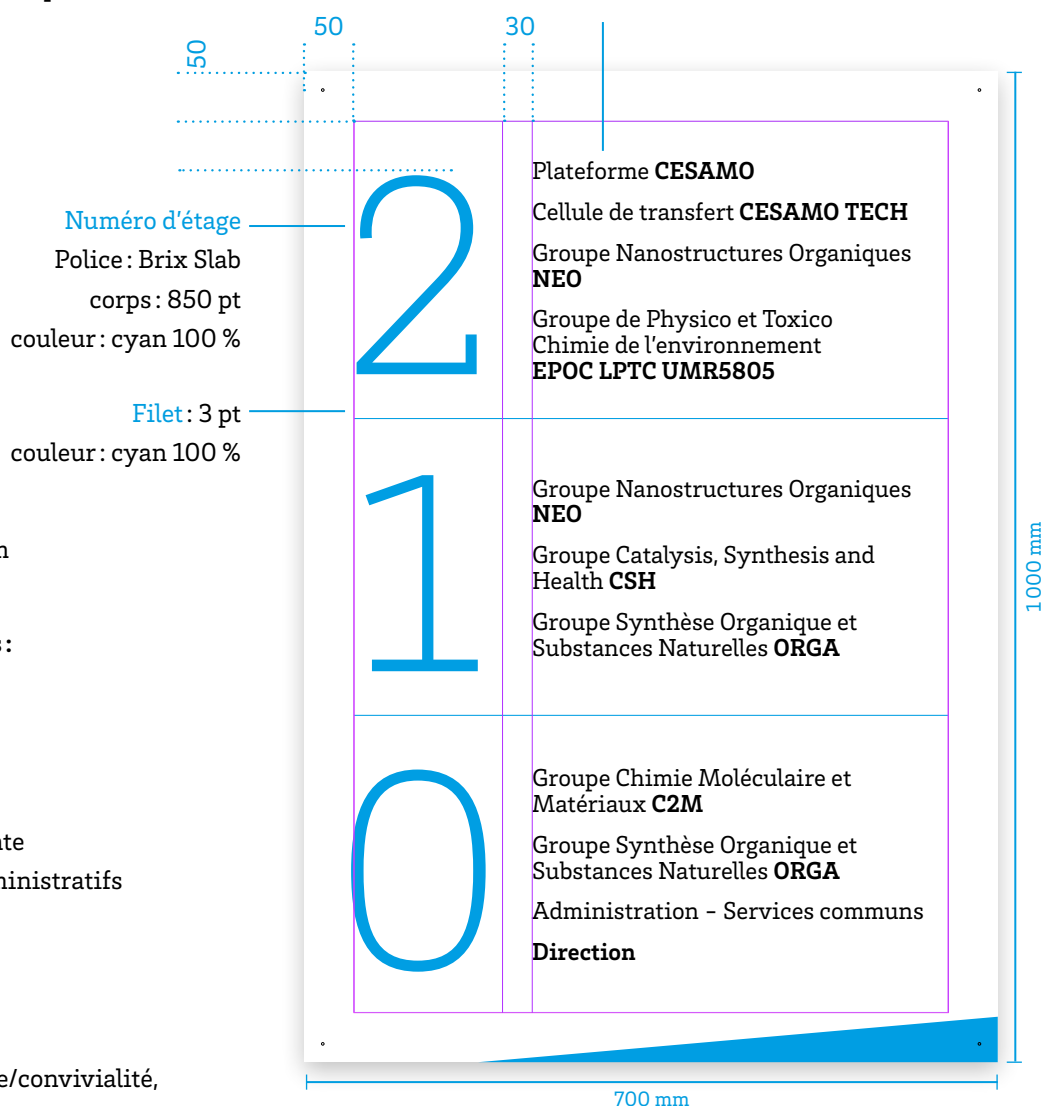 50
30
50
Numéro d'étage
Police : Brix Slab
corps : 850 pt
couleur : cyan 100 %
Filet : 3 pt
couleur : cyan 100 %
ministratifs
e/convivialité,
2
Plateforme CESAMO
Cellule de transfert CESAMO TECH
Groupe Nanostructures Organiques
NEO
Groupe de Physico et Toxico
Chimie de l'environnement
EPOC LPTC UMR5805
1
Groupe Nanostructures Organiques
NEO
Groupe Catalysis, Synthesis and
Health CSH
Groupe Synthèse Organique et
Substances Naturelles ORGA
0
Groupe Chimie Moléculaire et
Matériaux C2M
Groupe Synthèse Organique et
Substances Naturelles ORGA
Administration – Services communs
Direction
1000 mm
700 mm